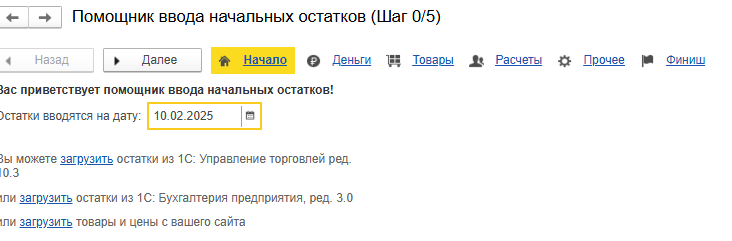 Помощник ввода начальных остатков (Шаг 0/5)
Назад Далее Начало Деньги Товары Расчеты Прочее Финиш
Вас приветствует помощник ввода начальных остатков!
Остатки вводятся на дату: 10.02.2025
Вы можете загрузить остатки из 1С: Управление торговлей ред.
10.3
или загрузить остатки из 1С: Бухгалтерия предприятия, ред. 3.0
или загрузить товары и цены с вашего сайта